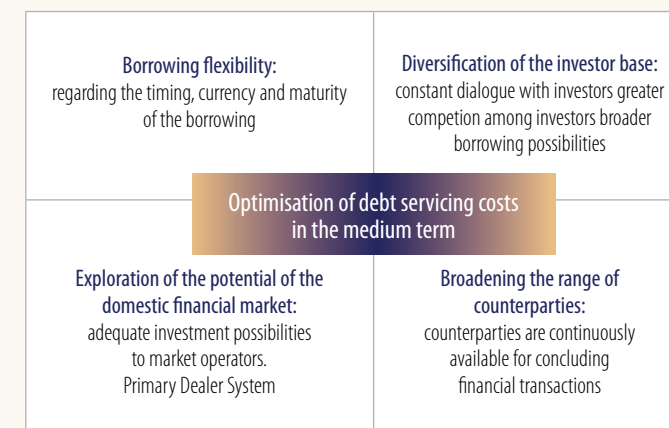 Borrowing flexibility:
regarding the timing, currency and maturity
of the borrowing
Diversification of the investor base:
constant dialogue with investors greater
competion among investors broader
borrowing possibilities
Optimisation of debt servicing costs
in the medium term
Exploration of the potential of the
domestic financial market:
adequate investment possibilities
to market operators.
Primary Dealer System
Broadening the range of
counterparties:
counterparties are continuously
available for concluding
financial transactions